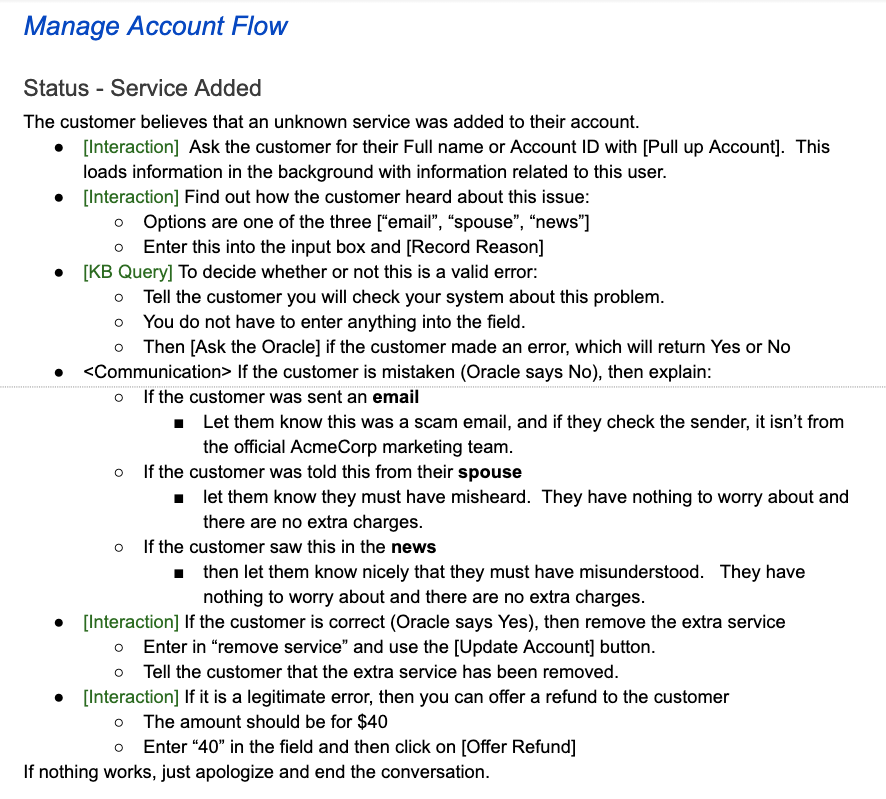 Manage Account Flow
Status - Service Added
The customer believes that an unknown service was added to their account.
● [Interaction]  Ask the customer for their Full name or Account ID with [Pull up Account].  This
loads information in the background with information related to this user.
● [Interaction] Find out how the customer heard about this issue:
○ Options are one of the three [“email”, “spouse”, “news”]
○ Enter this into the input box and [Record Reason]
● [KB Query] To decide whether or not this is a valid error:
○ Tell the customer you will check your system about this problem.
○ You do not have to enter anything into the field.
○ Then [Ask the Oracle] if the customer made an error, which will return Yes or No
● <Communication> If the customer is mistaken (Oracle says No), then explain:
○ If the customer was sent an email
■ Let them know this was a scam email, and if they check the sender, it isn’t from
the official AcmeCorp marketing team.
○ If the customer was told this from their spouse
■ let them know they must have misheard.  They have nothing to worry about and
there are no extra charges.
○ If the customer saw this in the news
■ then let them know nicely that they must have misunderstood.   They have
nothing to worry about and there are no extra charges.
● [Interaction] If the customer is correct (Oracle says Yes), then remove the extra service
○ Enter in “remove service” and use the [Update Account] button.
○ Tell the customer that the extra service has been removed.
● [Interaction] If it is a legitimate error, then you can offer a refund to the customer
○ The amount should be for $40
○ Enter “40” in the field and then click on [Offer Refund]
If nothing works, just apologize and end the conversation.